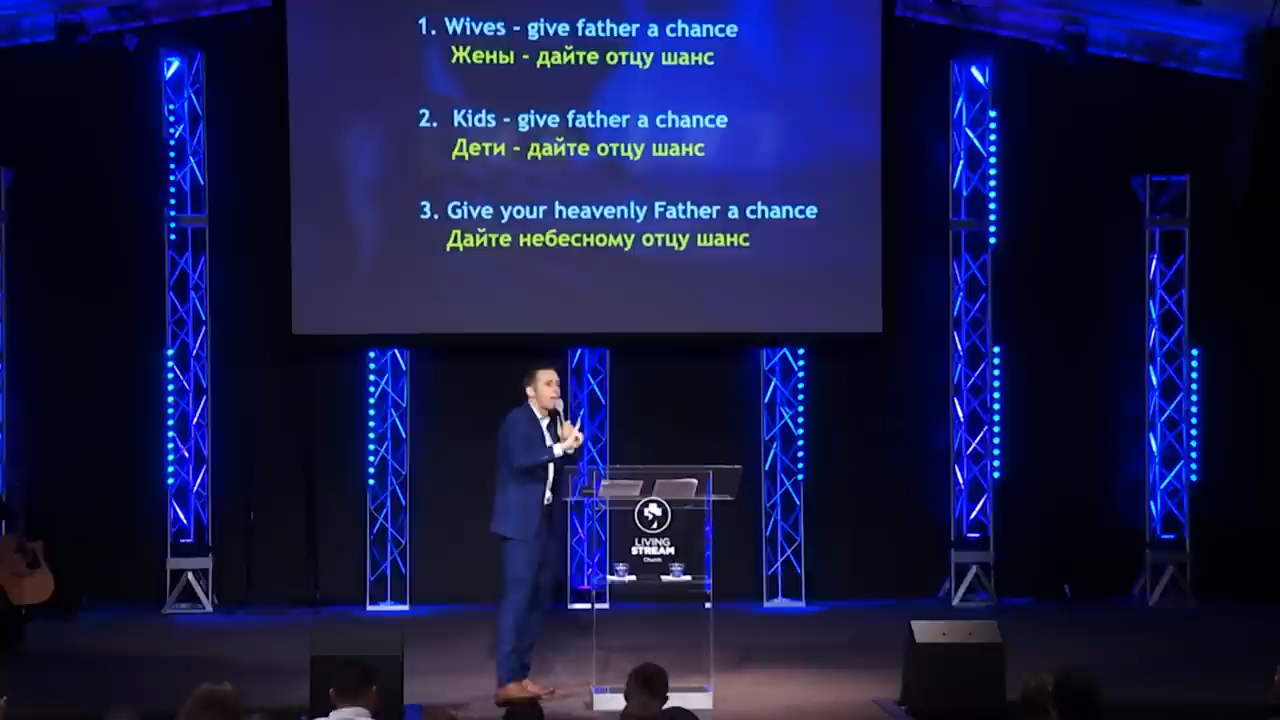 1. Wives - give father a chance
Жены - дайте отцу шанс
2. Kids - give father a chance
Дети - дайте отцу шанс
3. Give your heavenly Father a chance
Дайте небесному отцу шанс
LIVING
STREAM
Church